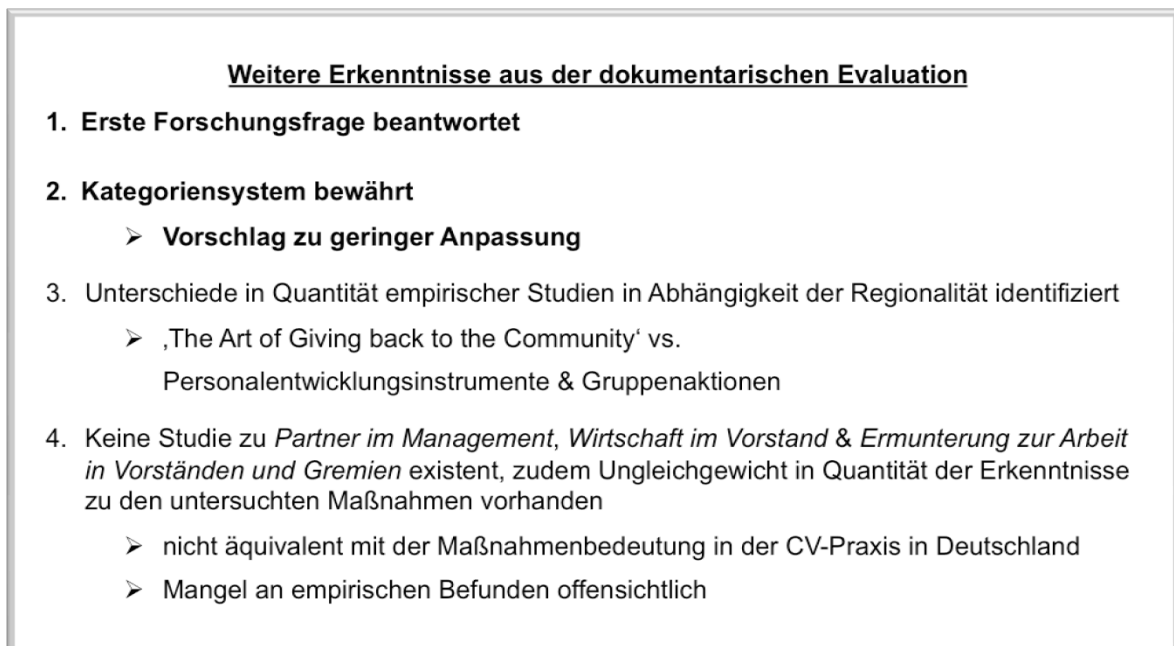 Weitere Erkenntnisse aus der dokumentarischen Evaluation
1. Erste Forschungsfrage beantwortet
2. Kategoriensystem bewährt
➢ Vorschlag zu geringer Anpassung
3. Unterschiede in Quantität empirischer Studien in Abhängigkeit der Regionalität identifiziert
➢ ‚The Art of Giving back to the Community‘ vs.
Personalentwicklungsinstrumente & Gruppenaktionen
4. Keine Studie zu Partner im Management, Wirtschaft im Vorstand & Ermunterung zur Arbeit
in Vorständen und Gremien existent, zudem Ungleichgewicht in Quantität der Erkenntnisse
zu den untersuchten Maßnahmen vorhanden
➢ nicht äquivalent mit der Maßnahmenbedeutung in der CV-Praxis in Deutschland
➢ Mangel an empirischen Befunden offensichtlich